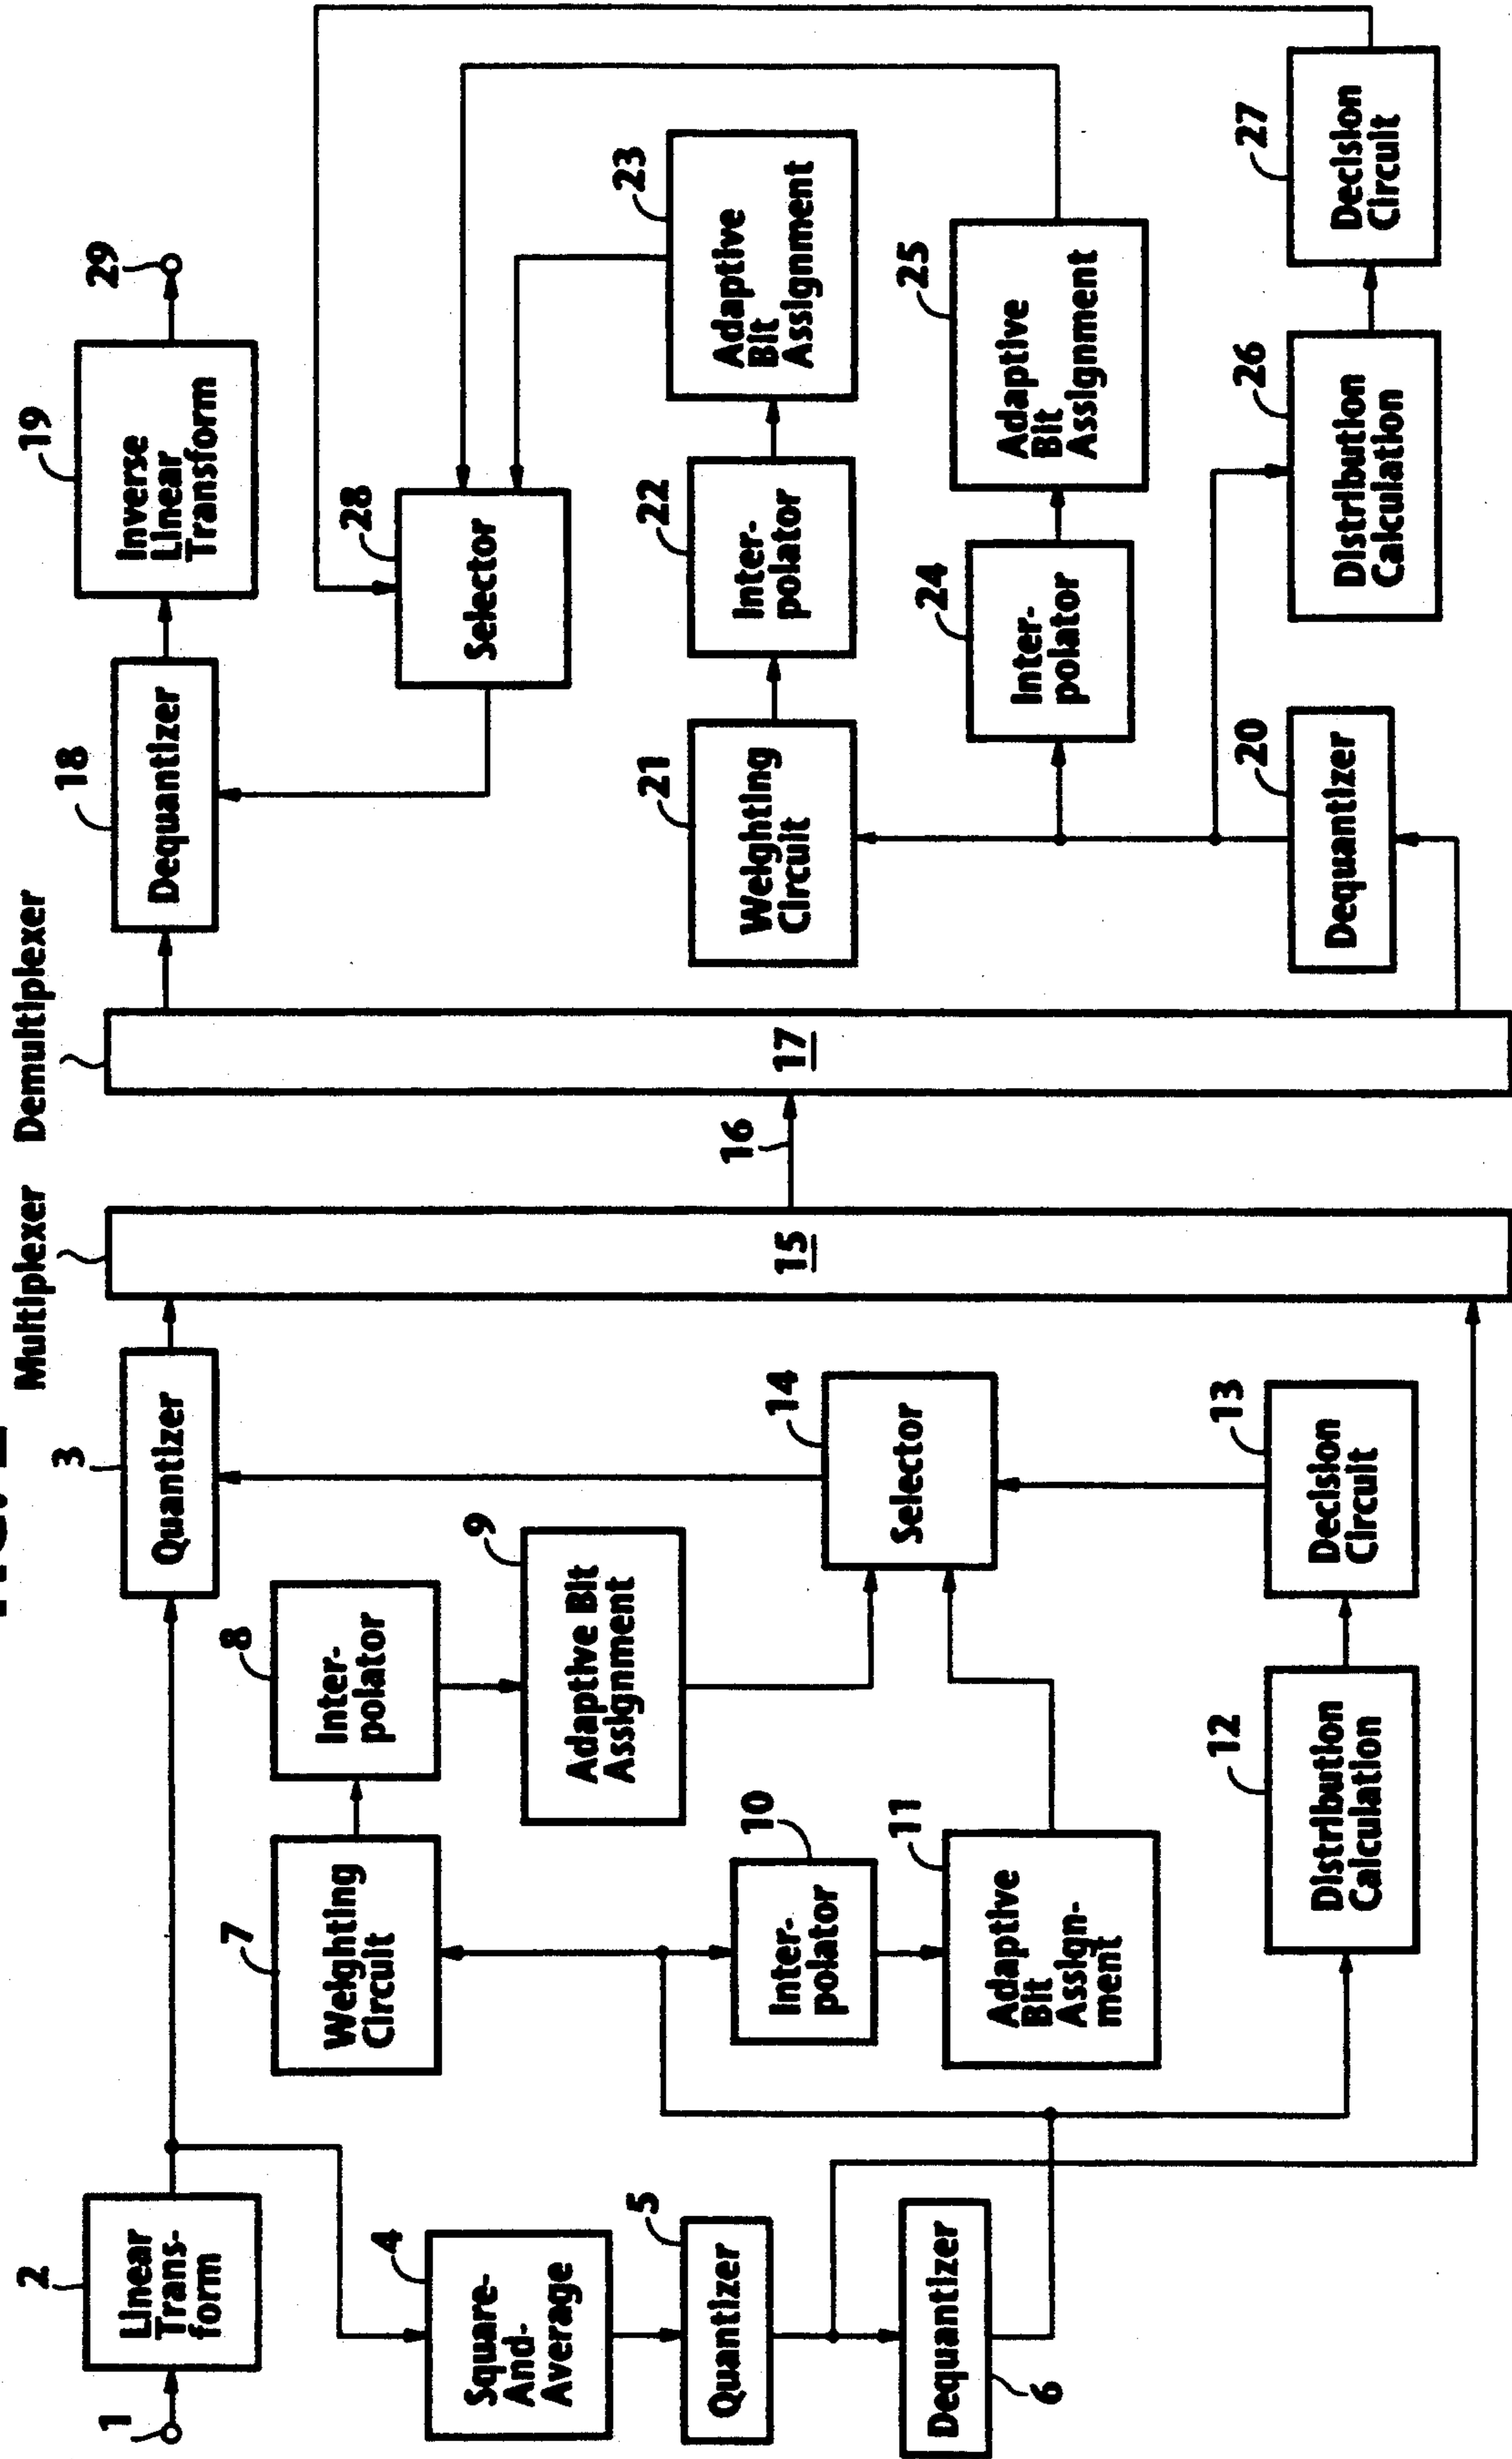 Multiplexer
Demultiplexer
1
2
Linear
Trans-
form
3
Quantizer
4
Square-
And-
Average
5
Quantizer
6
Dequantizer
7
Weighting
Circuit
8
Inter-
polator
9
Adaptive Bit
Assignment
10
Inter-
polator
11
Adaptive
Bit
Assign-
ment
12
Distribution
Calculation
13
Decision
Circuit
14
Selector
15
16
17
18
Dequantizer
19
Inverse
Linear
Transform
29
28
Selector
21
Weighting
Circuit
22
Inter-
polator
23
Adaptive
Bit
Assignment
24
Inter-
polator
25
Adaptive
Bit
Assignment
20
Dequantizer
26
Distribution
Calculation
27
Decision
Circuit